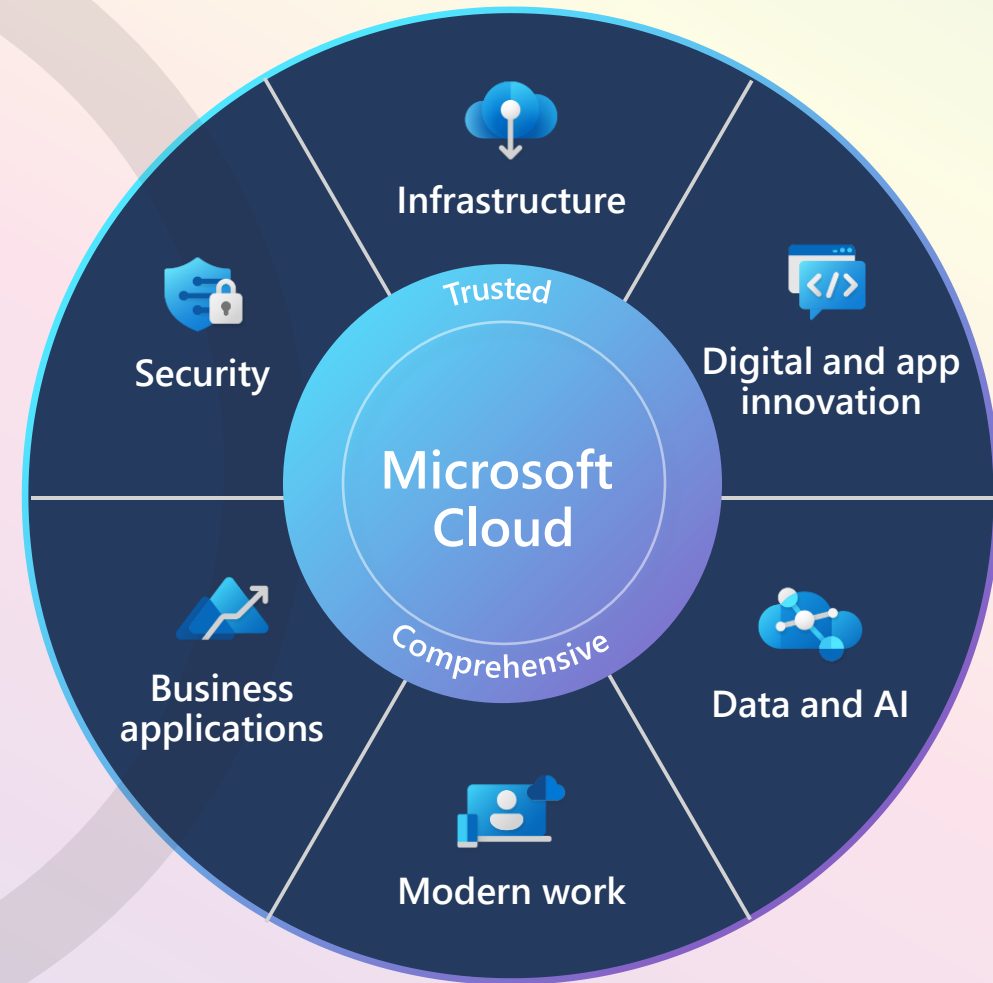 Infrastructure
Trusted
Security
Digital and app
innovation
Microsoft
Cloud
Comprehensive
Business
applications
Data and AI
Modern work